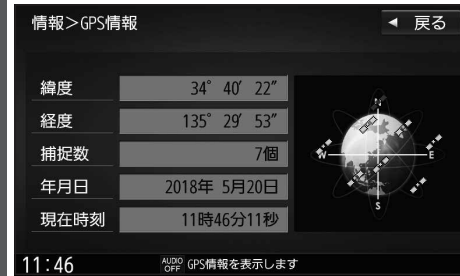 情報>GPS情報
◀ 戻る
緯度 34° 40′ 22″
経度 135° 29′ 53″
捕捉数 7個
年月日 2018年 5月20日
現在時刻 11時46分11秒
N
W E
S
11:46 AUDIO OFF GPS情報を表示します